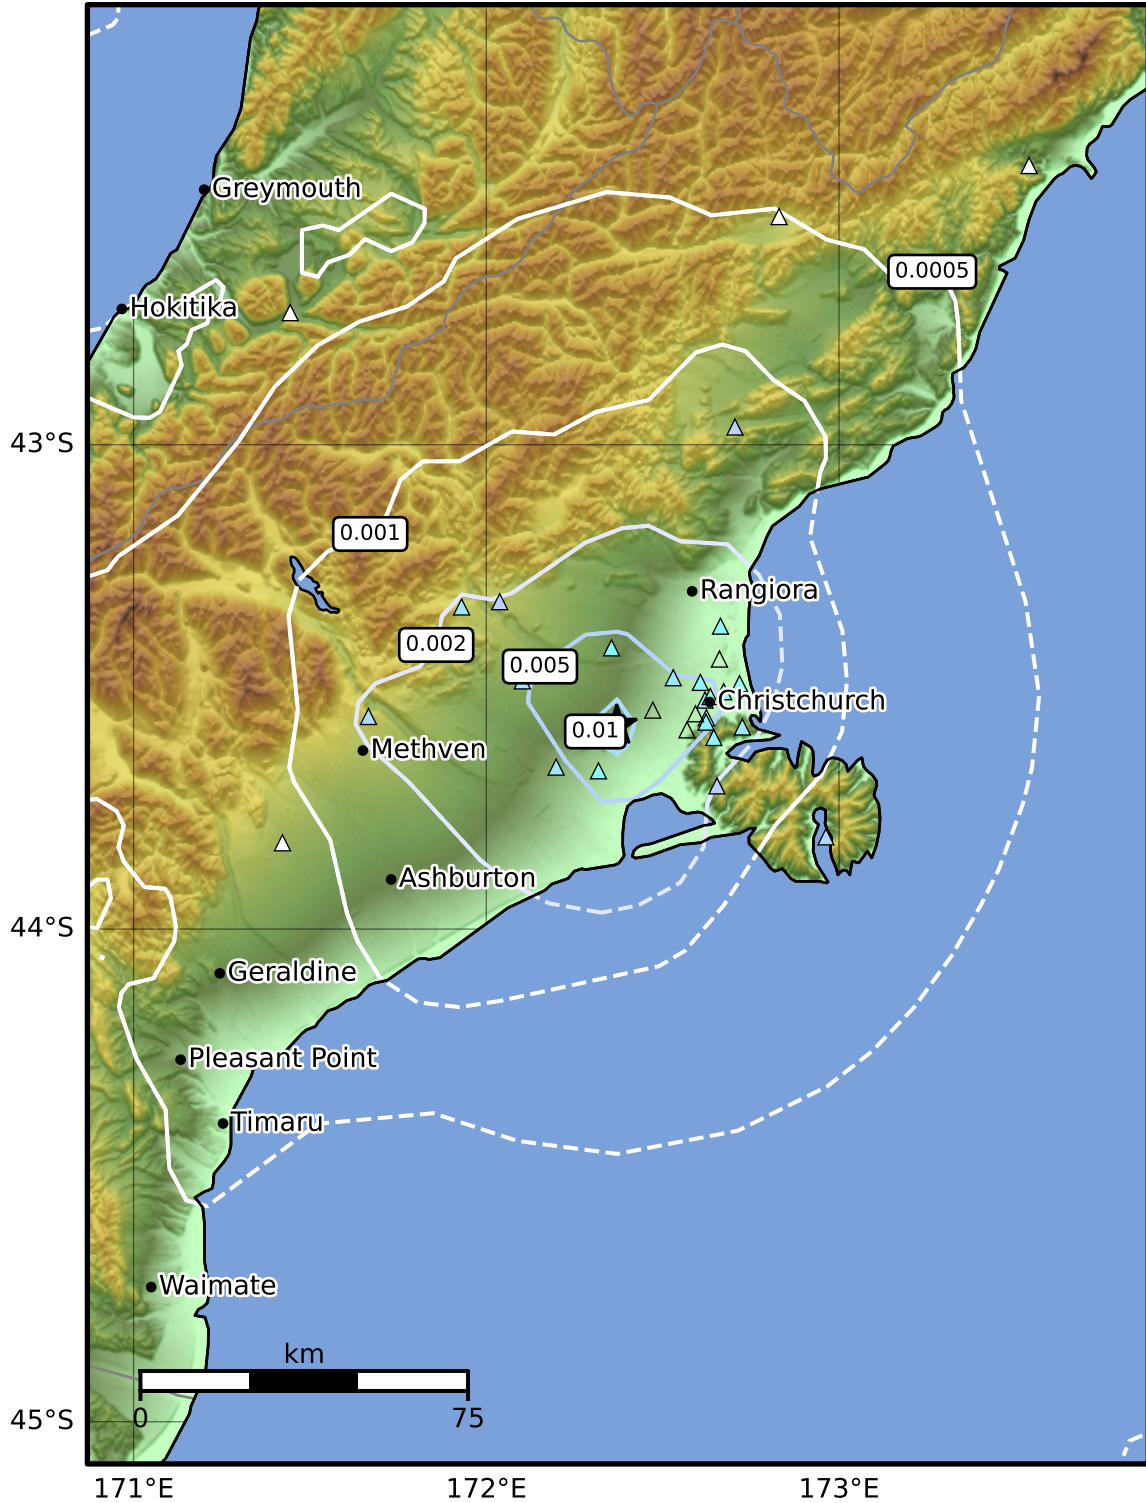 Greymouth
0.0005
Hokitika
43°S
0.001
Rangiora
0.002
0.005
Christchurch
0.01
Methven
Ashburton
44°S
Geraldine
Pleasant Point
Timaru
Waimate
km
0
75
45°S
171°E
172°E
173°E